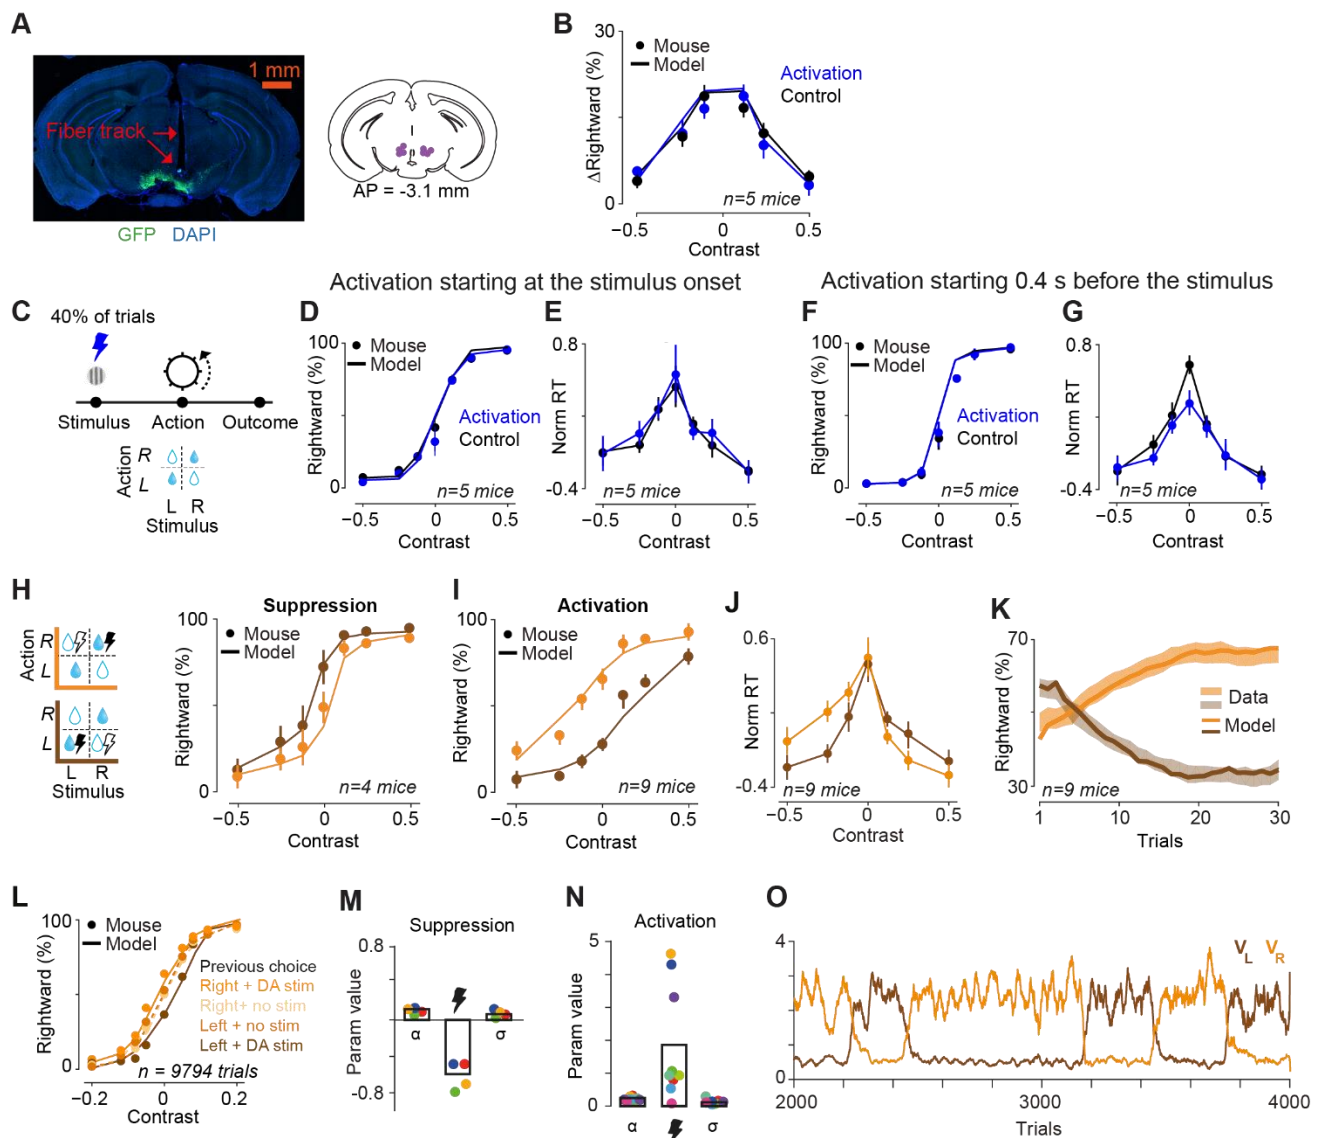 A
1 mm
Fiber track
GFP DAPI
AP = -3.1 mm
B
30
ΔRightward (%)
0
Mouse
Model
Activation
Control
n=5 mice
−0.5 0 0.5
Contrast
Activation starting at the stimulus onset
Activation starting 0.4 s before the stimulus
C
40% of trials
Stimulus Action Outcome
Action
R
L
L R
Stimulus
D
100
Rightward (%)
0
Mouse
Model
Activation
Control
n=5 mice
−0.5 0 0.5
Contrast
E
0.8
Norm RT
-0.4
n=5 mice
−0.5 0 0.5
Contrast
F
100
Rightward (%)
0
Mouse
Model
Activation
Control
n=5 mice
−0.5 0 0.5
Contrast
G
0.8
Norm RT
-0.4
n=5 mice
−0.5 0 0.5
Contrast
H
Action
R
L
R
L
L R
Stimulus
Suppression
100
Rightward (%)
0
Mouse
Model
n=4 mice
−0.5 0 0.5
Contrast
I
Activation
100
Rightward (%)
0
Mouse
Model
n=9 mice
−0.5 0 0.5
Contrast
J
0.6
Norm RT
-0.4
n=9 mice
−0.5 0 0.5
Contrast
K
70
Rightward (%)
30
Data
Model
n=9 mice
1 10 20 30
Trials
L
100
Rightward (%)
0
Mouse
Model
Previous choice
Right + DA stim
Right+ no stim
Left + no stim
Left + DA stim
n = 9794 trials
−0.2 0 0.2
Contrast
M
Suppression
0.8
Param value
-0.8
α σ
N
Activation
5
Param value
0
α σ
O
4
2
0
VL VR
2000 3000 4000
Trials